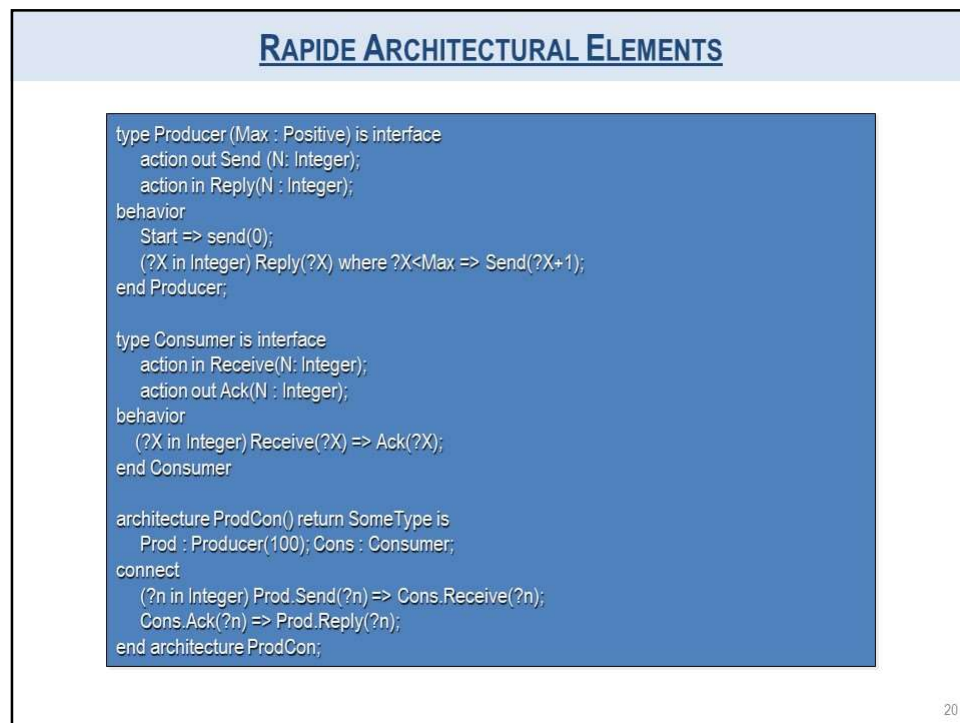 RAPIDE ARCHITECTURAL ELEMENTS
type Producer (Max : Positive) is interface
action out Send (N: Integer);
action in Reply(N : Integer);
behavior
Start => send(0);
(?X in Integer) Reply(?X) where ?X<Max => Send(?X+1);
end Producer;
type Consumer is interface
action in Receive(N: Integer);
action out Ack(N : Integer);
behavior
(?X in Integer) Receive(?X) => Ack(?X);
end Consumer
architecture ProdCon() return SomeType is
Prod : Producer(100); Cons : Consumer;
connect
(?n in Integer) Prod.Send(?n) => Cons.Receive(?n);
Cons.Ack(?n) => Prod.Reply(?n);
end architecture ProdCon;
20